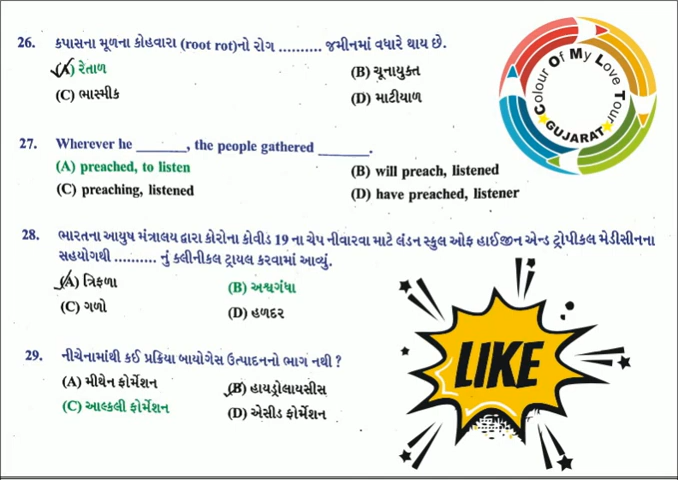 26. કપાસના મૂળના કોહવારા (root rot)નો રોગ .......... જમીનમાં વધારે થાય છે.
(A) રેતાળ (B) ચૂનાયુક્ત
(C) ભાસ્મીક (D) માટીયાળ
27. Wherever he _______, the people gathered _______.
(A) preached, to listen (B) will preach, listened
(C) preaching, listened (D) have preached, listener
28. ભારતના આયુષ મંત્રાલય દ્વારા કોરોના કોવીડ 19 ના ચેપ નીવારવા માટે લંડન સ્કુલ ઓફ હાઈજીન એન્ડ ટ્રોપીકલ મેડીસીનના
સહયોગથી .......... નું ક્લીનીકલ ટ્રાયલ કરવામાં આવ્યું.
(A) ત્રિફળા (B) અશ્વગંધા
(C) ગળો (D) હળદર
29. નીચેનામાંથી કઈ પ્રક્રિયા બાયોગેસ ઉત્પાદનનો ભાગ નથી ?
(A) મીથેન ફોર્મેશન (B) હાયડ્રોલાયસીસ
(C) આલ્કલી ફોર્મેશન (D) એસીડ ફોર્મેશન
Colour Of My Love Tour
GUJARAT
LIKE